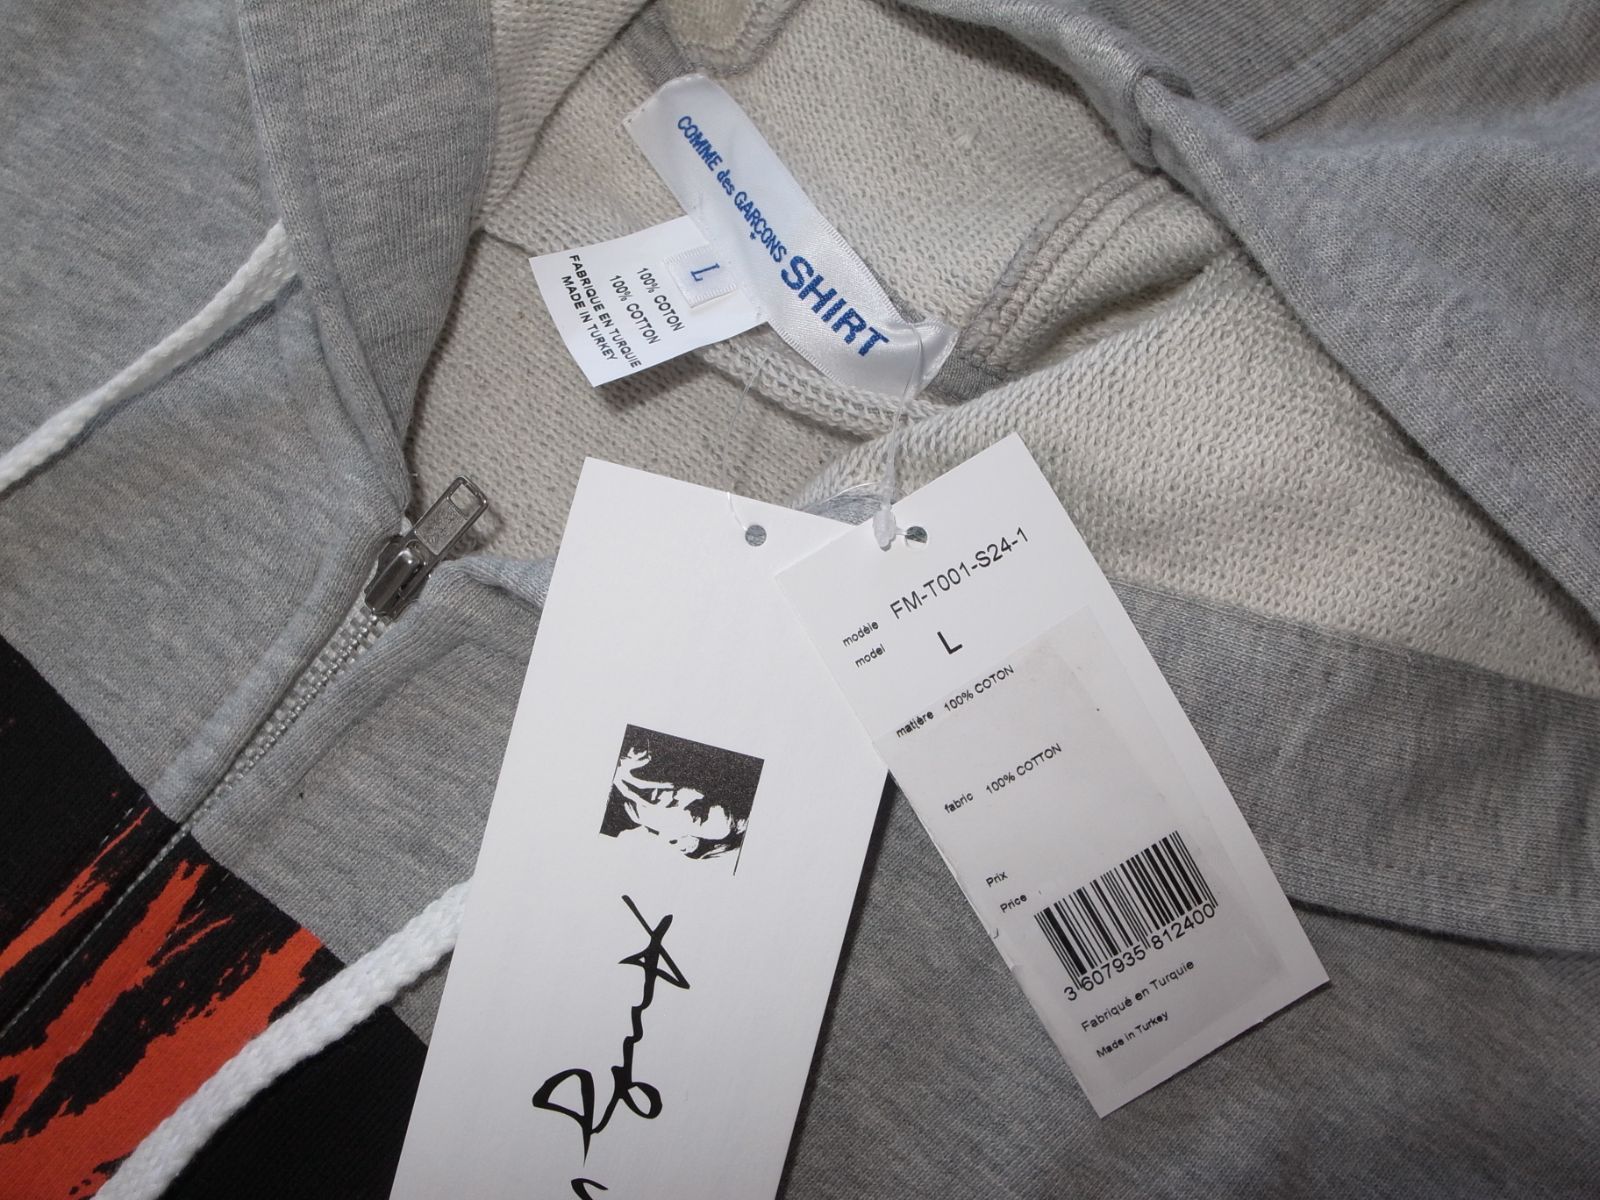 COMME des GARÇONS SHIRT
L
100% COTON
100% COTTON
FABRIQUE EN TURQUIE
MADE IN TURKEY
modèle FM-T001-S24-1
model L
matière 100% COTON
fabric 100% COTTON
Prix
Price
3 607935 812400
Fabriqué en Turquie
Made in Turkey